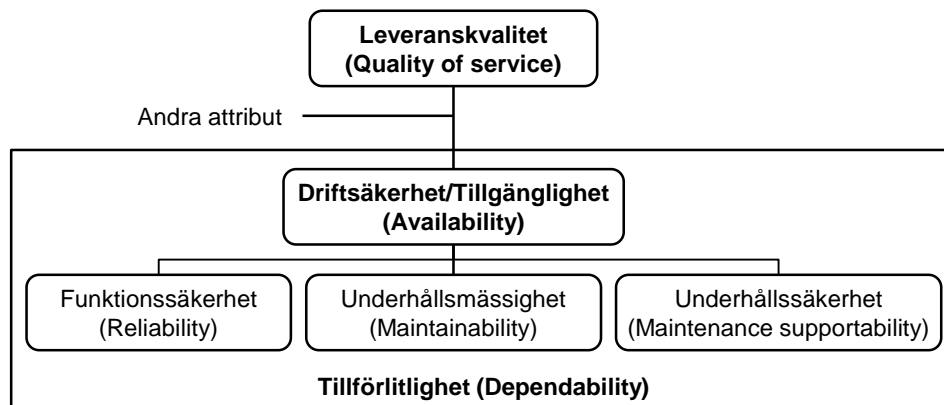 Leveranskvalitet
(Quality of service)
Andra attribut
Driftsäkerhet/Tillgänglighet
(Availability)
Funktionssäkerhet
(Reliability)
Underhållsmässighet
(Maintainability)
Underhållssäkerhet
(Maintenance supportability)
Tillförlitlighet (Dependability)